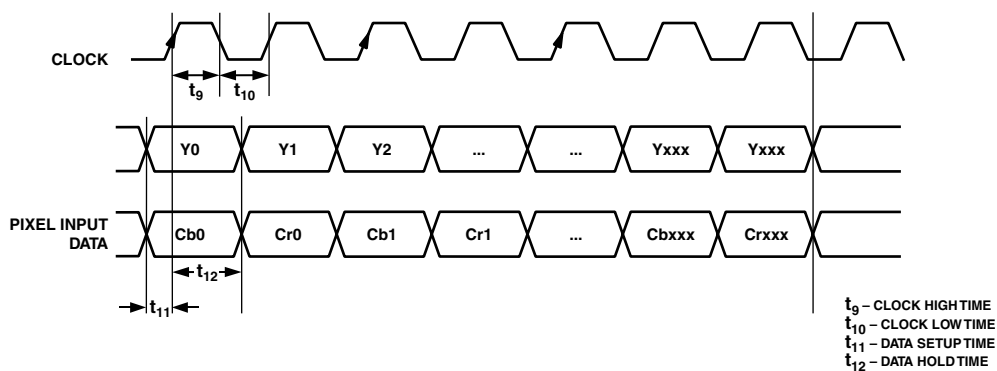 CLOCK
t9 t10
Y0 Y1 Y2 ... ... Yxxx Yxxx
PIXEL INPUT
DATA
Cb0 Cr0 Cb1 Cr1 ... Cbxxx Crxxx
t12
t11
t9 – CLOCK HIGH TIME
t10 – CLOCK LOW TIME
t11 – DATA SETUP TIME
t12 – DATA HOLD TIME